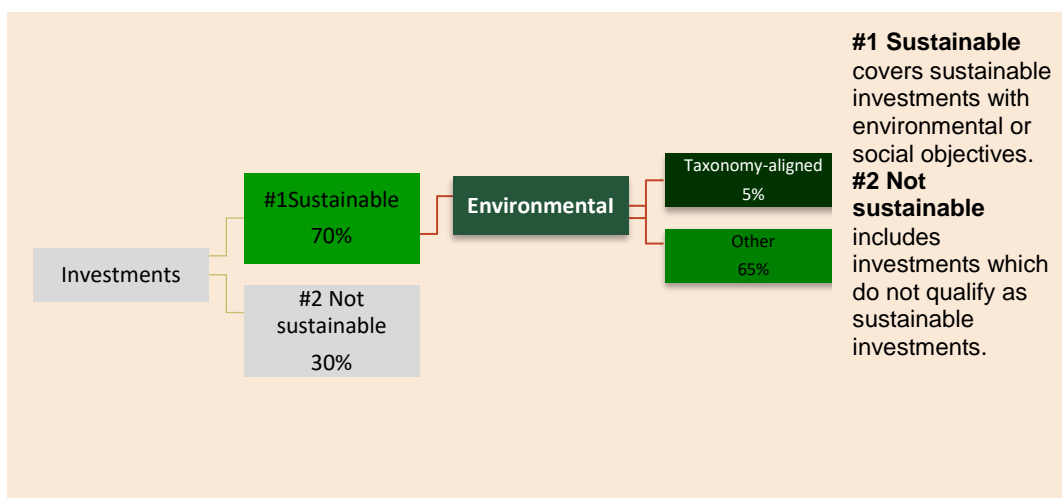 Investments
#1Sustainable
70%
#2 Not
sustainable
30%
Environmental
Taxonomy-aligned
5%
Other
65%
#1 Sustainable
covers sustainable
investments with
environmental or
social objectives.
#2 Not
sustainable
includes
investments which
do not qualify as
sustainable
investments.